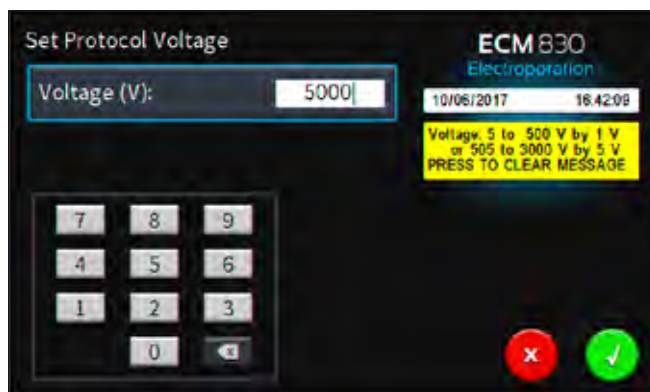 Set Protocol Voltage
Voltage (V): 5000
ECM 830
Electroporation
10/06/2017 16:42:09
Voltage: 5 to 500 V by 1 V
or 505 to 3000 V by 5 V
PRESS TO CLEAR MESSAGE
7 8 9
4 5 6
1 2 3
0